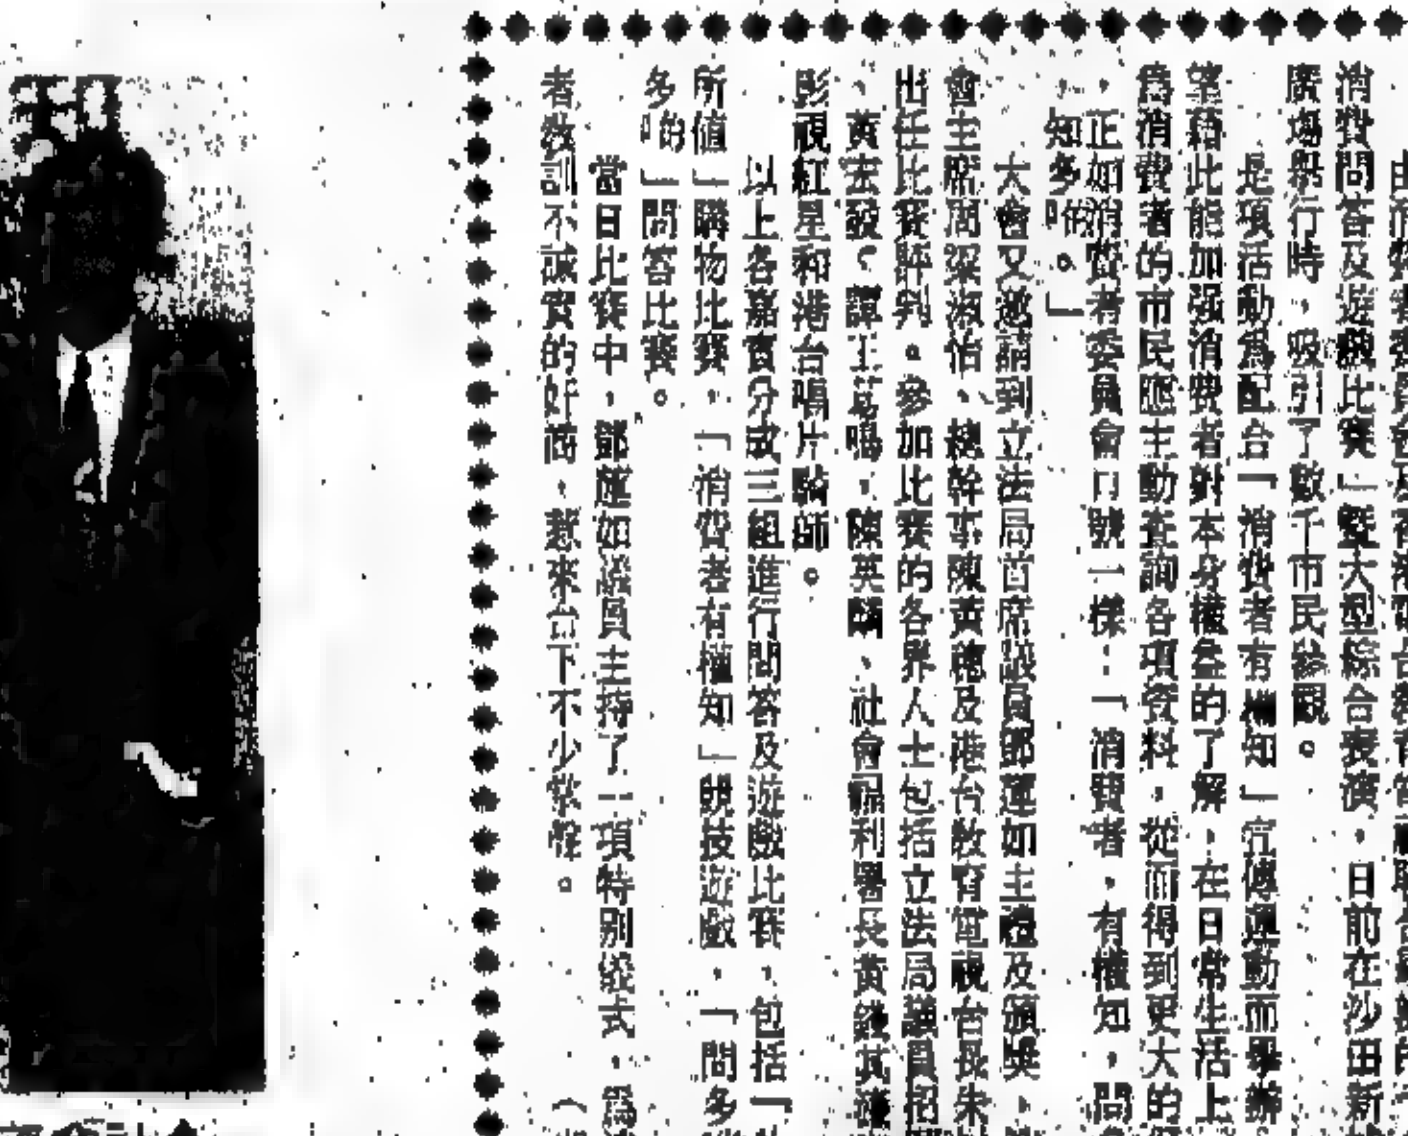 消費問答及遊戲比賽」暨大型綜合表演，日前在沙田新
廣塲舉行時，吸引了數千市民參觀。
是項活動爲配合「消費者有權知」宣傳運動而舉辦
望藉此能加强消費者對本身權益的了解，在日常生活上
爲消費者的市民應主動查詢各項資料，從而得到更大的
，正如消費者委員會口號一樣：「消費者，有權知，問
知多啲。」
大會又邀請到立法局首席議員鄧蓮如主禮及頒獎，
會主席周梁淑怡、總幹事陳黃穗及港台教育電視台長朱
出任比賽評判。參加比賽的各界人士包括立法局議員招
、黃宏發、譚王䓪鳴，陳英麟、社會福利署長黃錢其濂
影視紅星和港台唱片騎師。
以上各嘉賓分成三組進行問答及遊戲比賽，包括「
所値」購物比賽，「消費者有權知」競技遊戲，「問多
多啲」問答比賽。
當日比賽中，鄧蓮如議員主持了一項特別儀式，爲
者敎訓不誠實的奸商，惹來台下不少掌聲。（